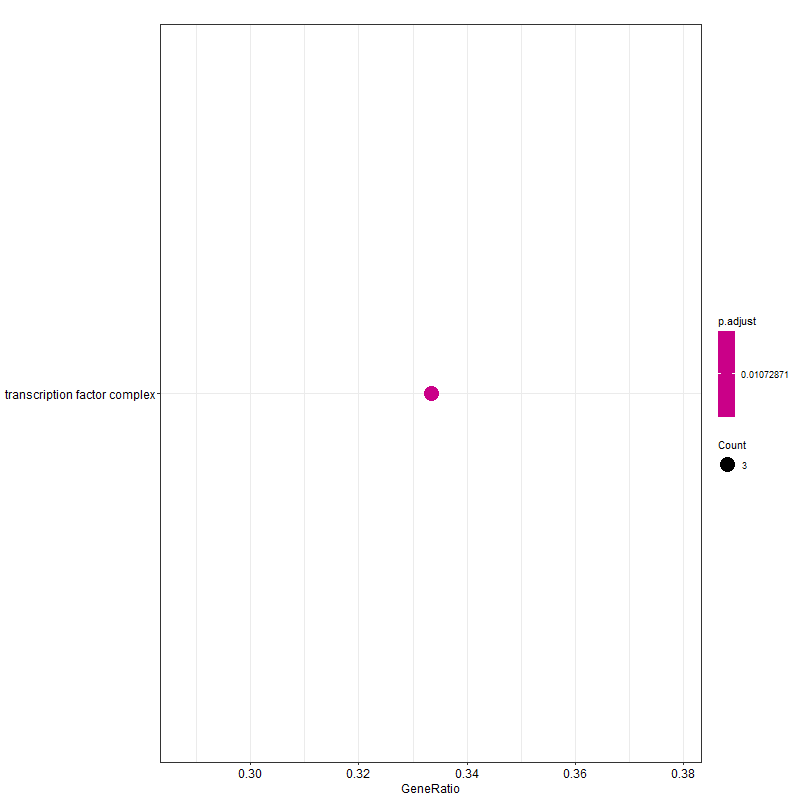 transcription factor complex
0.30 0.32 0.34 0.36 0.38
GeneRatio
p.adjust
0.01072871
Count
3